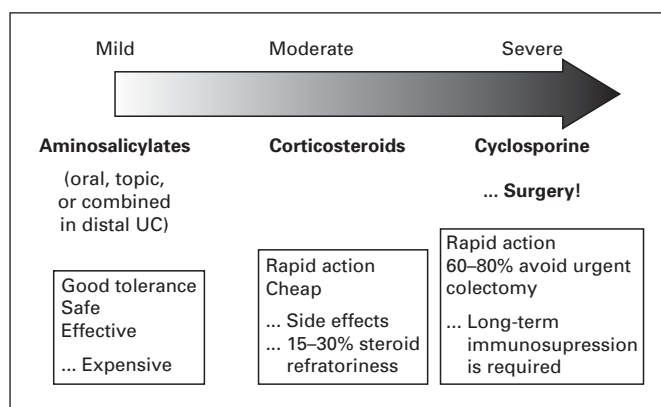 Mild Moderate Severe
Aminosalicylates Corticosteroids Cyclosporine
(oral, topic,
or combined
in distal UC)
... Surgery!
Good tolerance
Safe
Effective
... Expensive
Rapid action
Cheap
... Side effects
... 15–30% steroid
refratoriness
Rapid action
60–80% avoid urgent
colectomy
... Long-term
immunosupression
is required